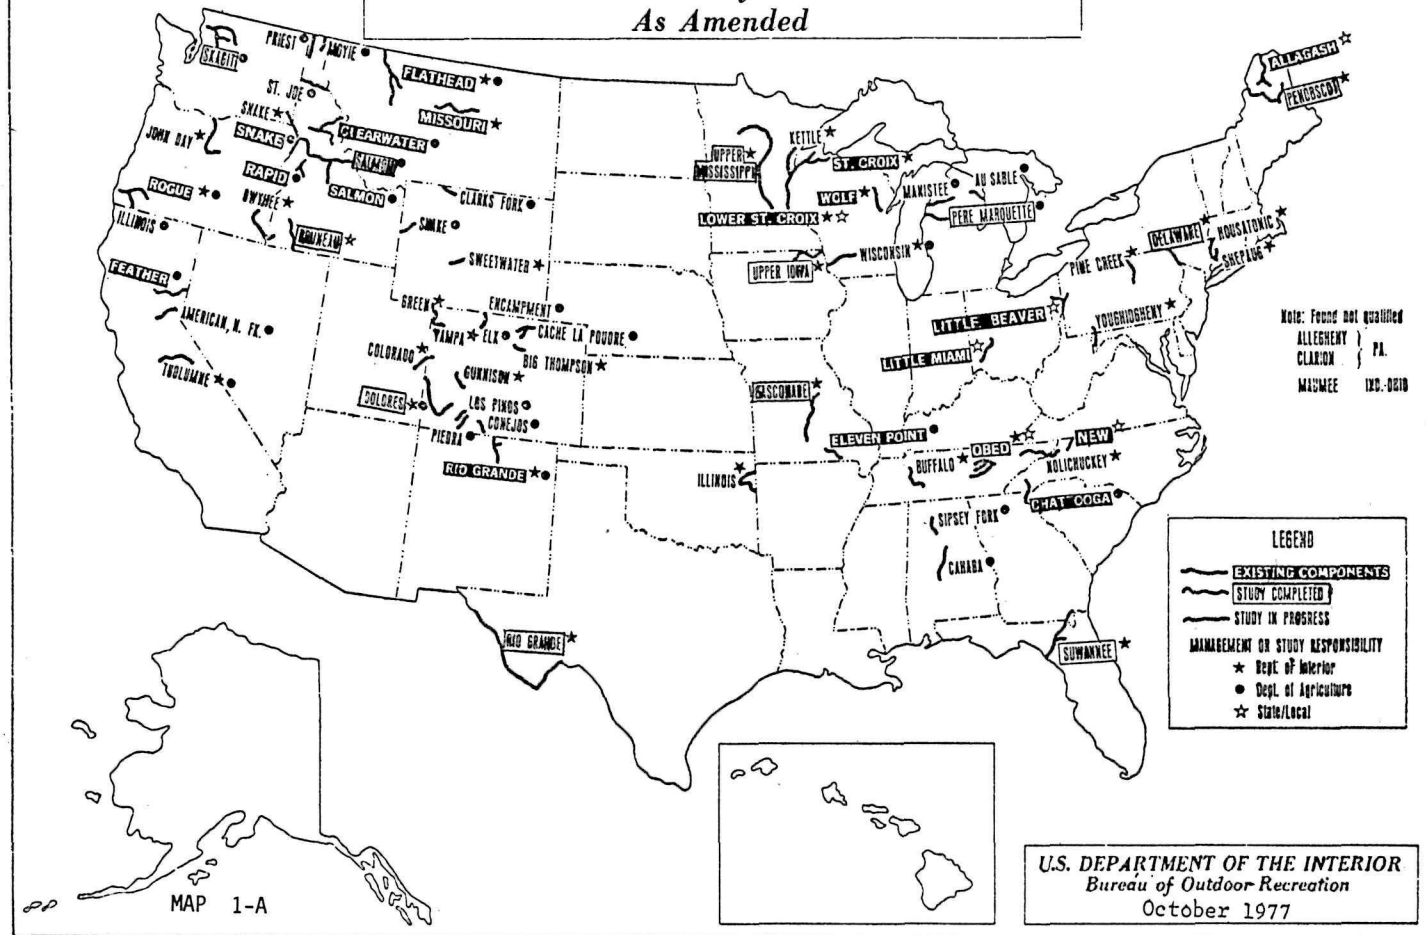 As Amended
SKAGIT
PRIEST
MOYIE
FLATHEAD
ST. JOE
MISSOURI
SNAKE
JOHN DAY
SNAKE
CLEARWATER
SALMON
RAPID
SALMON
ROGUE
OWYHEE
CLARKS FORK
ILLINOIS
BRUNEAU
SNAKE
FEATHER
SWEETWATER
GREEN
ENCAMPMENT
AMERICAN, N. FK.
YAMPA
ELK
CACHE LA POUDRE
COLORADO
BIG THOMPSON
TUOLUMNE
GUNNISON
DOLORES
LOS PINOS
CONEJOS
PIEDRA
RIO GRANDE
RIO GRANDE
UPPER
MISSISSIPPI
KETTLE
ST. CROIX
WOLF
MANISTEE
AU SABLE
LOWER ST. CROIX
PERE MARQUETTE
WISCONSIN
UPPER IOWA
LITTLE BEAVER
LITTLE MIAMI
GASCONADE
ELEVEN POINT
ILLINOIS
BUFFALO
OBED
NEW
NOLICHUCKEY
CHAT OOGA
SIPSEY FORK
CAHABA
SUWANNEE
ALLAGASH
PENOBSCOT
DELAWARE
HOUSATONIC
SHEPAUG
PINE CREEK
YOUGHIOGHENY
Note: Found not qualified
ALLEGHENY
CLARION
PA.
MAUMEE IND.-OHIO
LEGEND
EXISTING COMPONENTS
STUDY COMPLETED
STUDY IN PROGRESS
MANAGEMENT OR STUDY RESPONSIBILITY
★ Dept. of Interior
● Dept. of Agriculture
☆ State/Local
MAP 1-A
U.S. DEPARTMENT OF THE INTERIOR
Bureau of Outdoor Recreation
October 1977